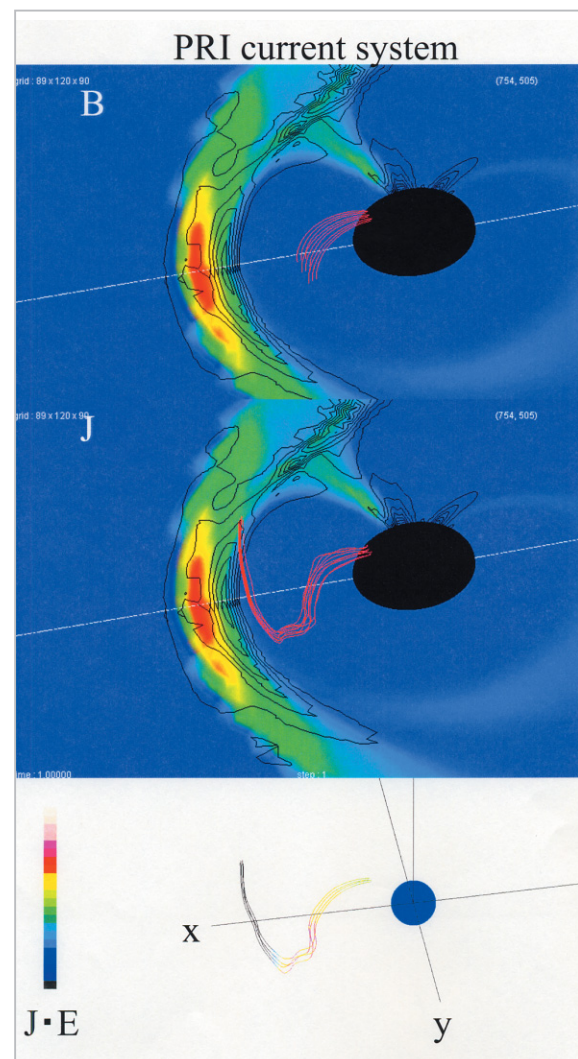 PRI current system
grid : 89 x 120 x 90
(754, 505)
B
grid : 89 x 120 x 90
(754, 505)
J
ime : 1.00000
step : 1
x
y
J·E